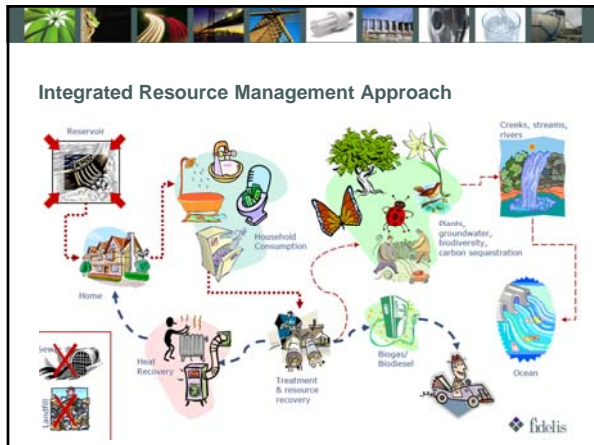 Integrated Resource Management Approach
Reservoir
Creeks, streams,
rivers
Household
Consumption
Plants,
groundwater,
biodiversity,
carbon sequestration
Home
Heat
Recovery
Treatment
& resource
recovery
Biogas/
Biodiesel
Ocean
Landfill
fidelis